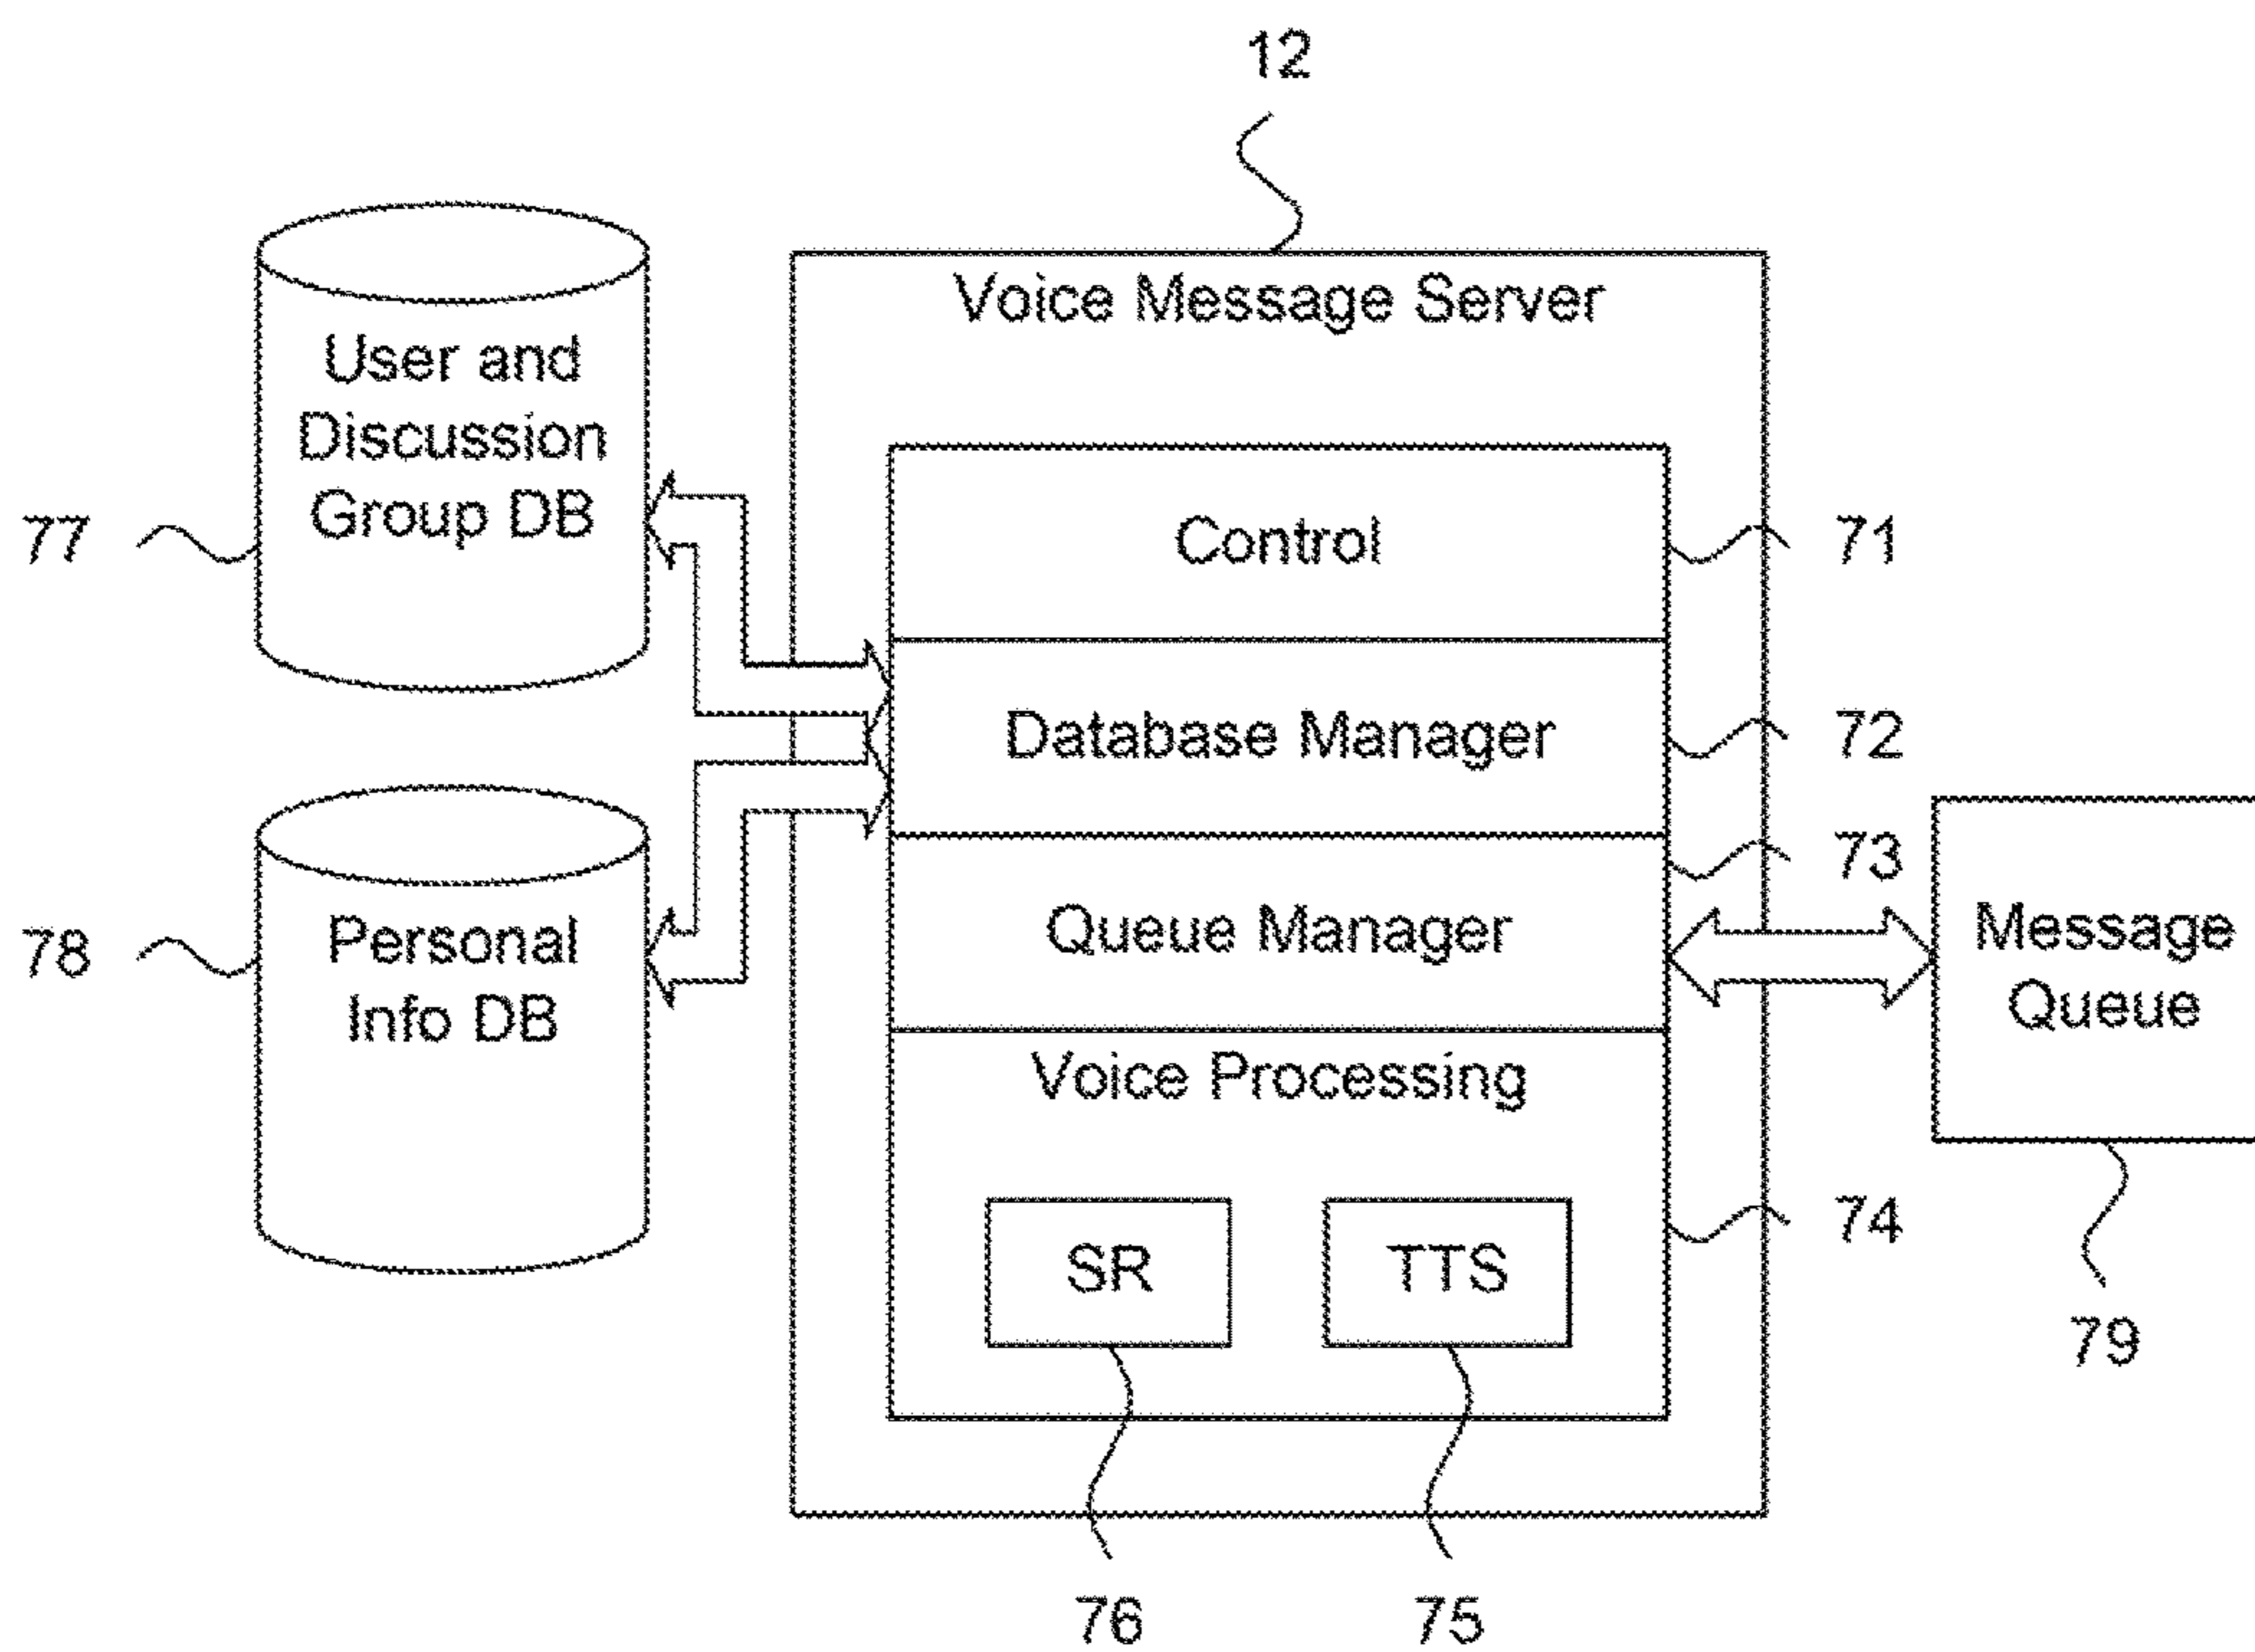 12
Voice Message Server
User and
Discussion
Group DB
77
Control
71
Database Manager
72
73
Queue Manager
Message
Queue
78
Personal
Info DB
Voice Processing
74
SR
TTS
79
76
75